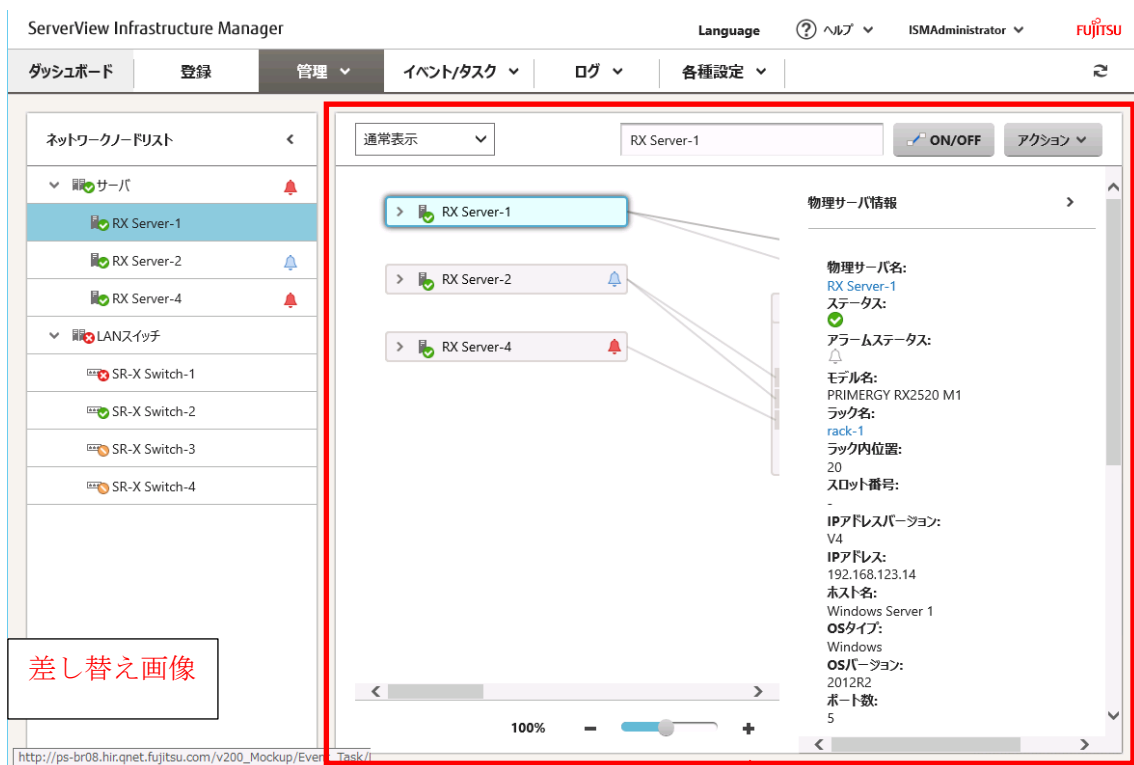 ServerView Infrastructure Manager
Language
ヘルプ
ISMAdministrator
FUJITSU
ダッシュボード
登録
管理
イベント/タスク
ログ
各種設定
ネットワークノードリスト
サーバ
RX Server-1
RX Server-2
RX Server-4
LANスイッチ
SR-X Switch-1
SR-X Switch-2
SR-X Switch-3
SR-X Switch-4
差し替え画像
通常表示
RX Server-1
ON/OFF
アクション
RX Server-1
RX Server-2
RX Server-4
100%
物理サーバ情報
物理サーバ名:
RX Server-1
ステータス:
アラームステータス:
モデル名:
PRIMERGY RX2520 M1
ラック名:
rack-1
ラック内位置:
20
スロット番号:
-
IPアドレスバージョン:
V4
IPアドレス:
192.168.123.14
ホスト名:
Windows Server 1
OSタイプ:
Windows
OSバージョン:
2012R2
ポート数:
5
http://ps-br08.hir.qnet.fujitsu.com/v200_Mockup/Event_Task/